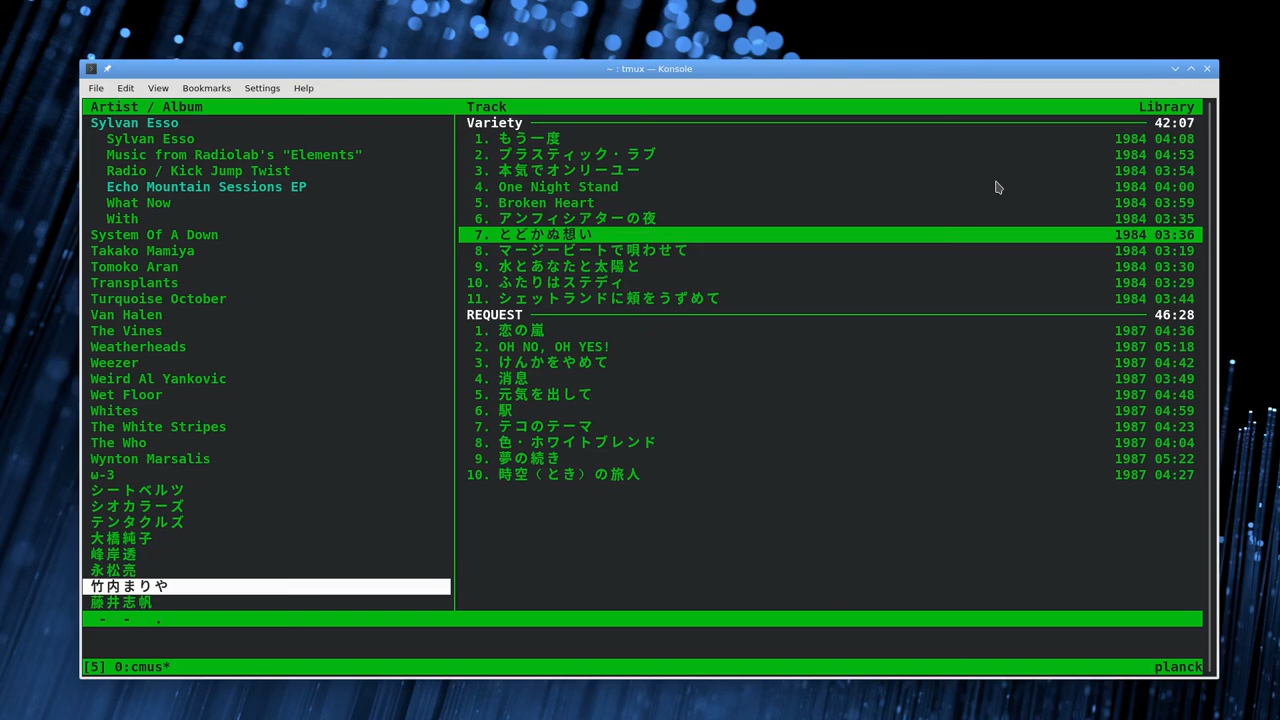 ~ : tmux — Konsole
File Edit View Bookmarks Settings Help
Artist / Album
Sylvan Esso
Sylvan Esso
Music from Radiolab's "Elements"
Radio / Kick Jump Twist
Echo Mountain Sessions EP
What Now
With
System Of A Down
Takako Mamiya
Tomoko Aran
Transplants
Turquoise October
Van Halen
The Vines
Weatherheads
Weezer
Weird Al Yankovic
Wet Floor
Whites
The White Stripes
The Who
Wynton Marsalis
ω-3
シートベルツ
シオカラーズ
テンタクルズ
大橋純子
峰岸透
永松亮
竹内まりや
藤井志帆
Track Library
Variety 42:07
1. もう一度 1984 04:08
2. プラスティック・ラブ 1984 04:53
3. 本気でオンリーユー 1984 03:54
4. One Night Stand 1984 04:00
5. Broken Heart 1984 03:59
6. アンフィシアターの夜 1984 03:35
7. とどかぬ想い 1984 03:36
8. マージービートで唄わせて 1984 03:19
9. 水とあなたと太陽と 1984 03:30
10. ふたりはステディ 1984 03:29
11. シェットランドに頬をうずめて 1984 03:44
REQUEST 46:28
1. 恋の嵐 1987 04:36
2. OH NO, OH YES! 1987 05:18
3. けんかをやめて 1987 04:42
4. 消息 1987 03:49
5. 元気を出して 1987 04:48
6. 駅 1987 04:59
7. テコのテーマ 1987 04:23
8. 色・ホワイトブレンド 1987 04:04
9. 夢の続き 1987 05:22
10. 時空（とき）の旅人 1987 04:27
- - .
[5] 0:cmus* planck